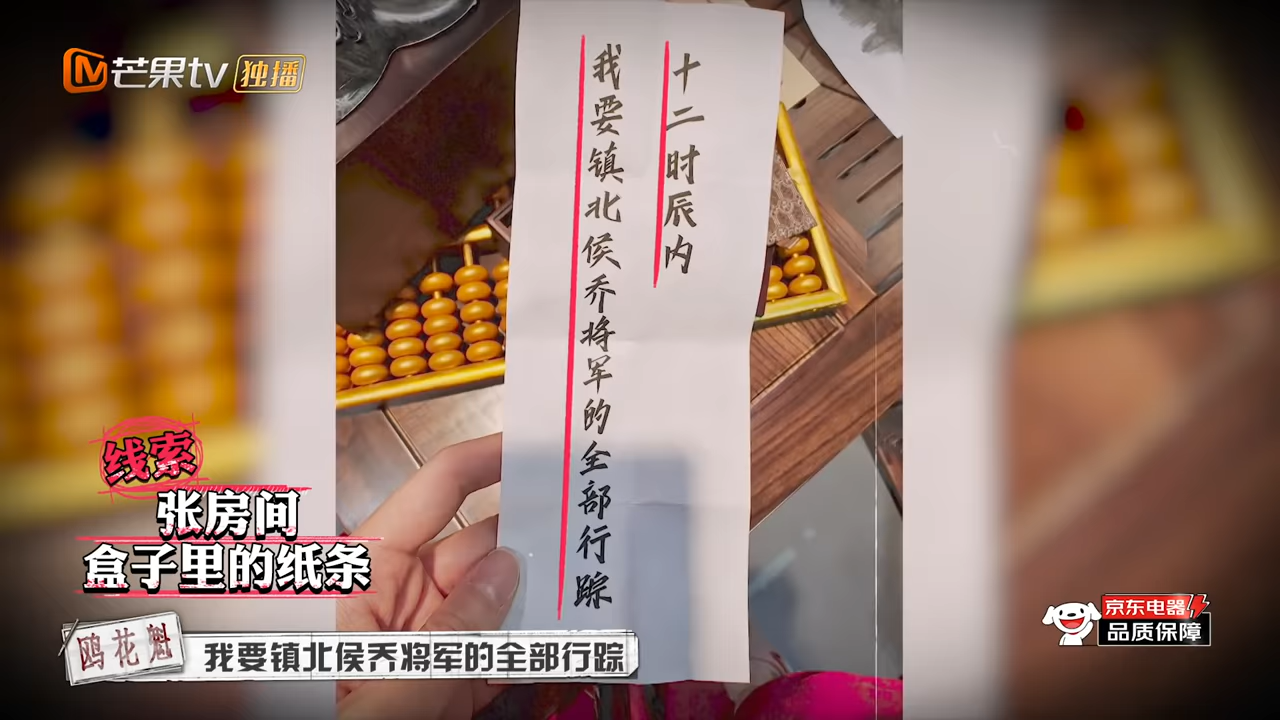 芒果tv 独播
十二时辰内
我要镇北侯乔将军的全部行踪
线索
张房间
盒子里的纸条
鸥花魁
我要镇北侯乔将军的全部行踪
京东电器
品质保障